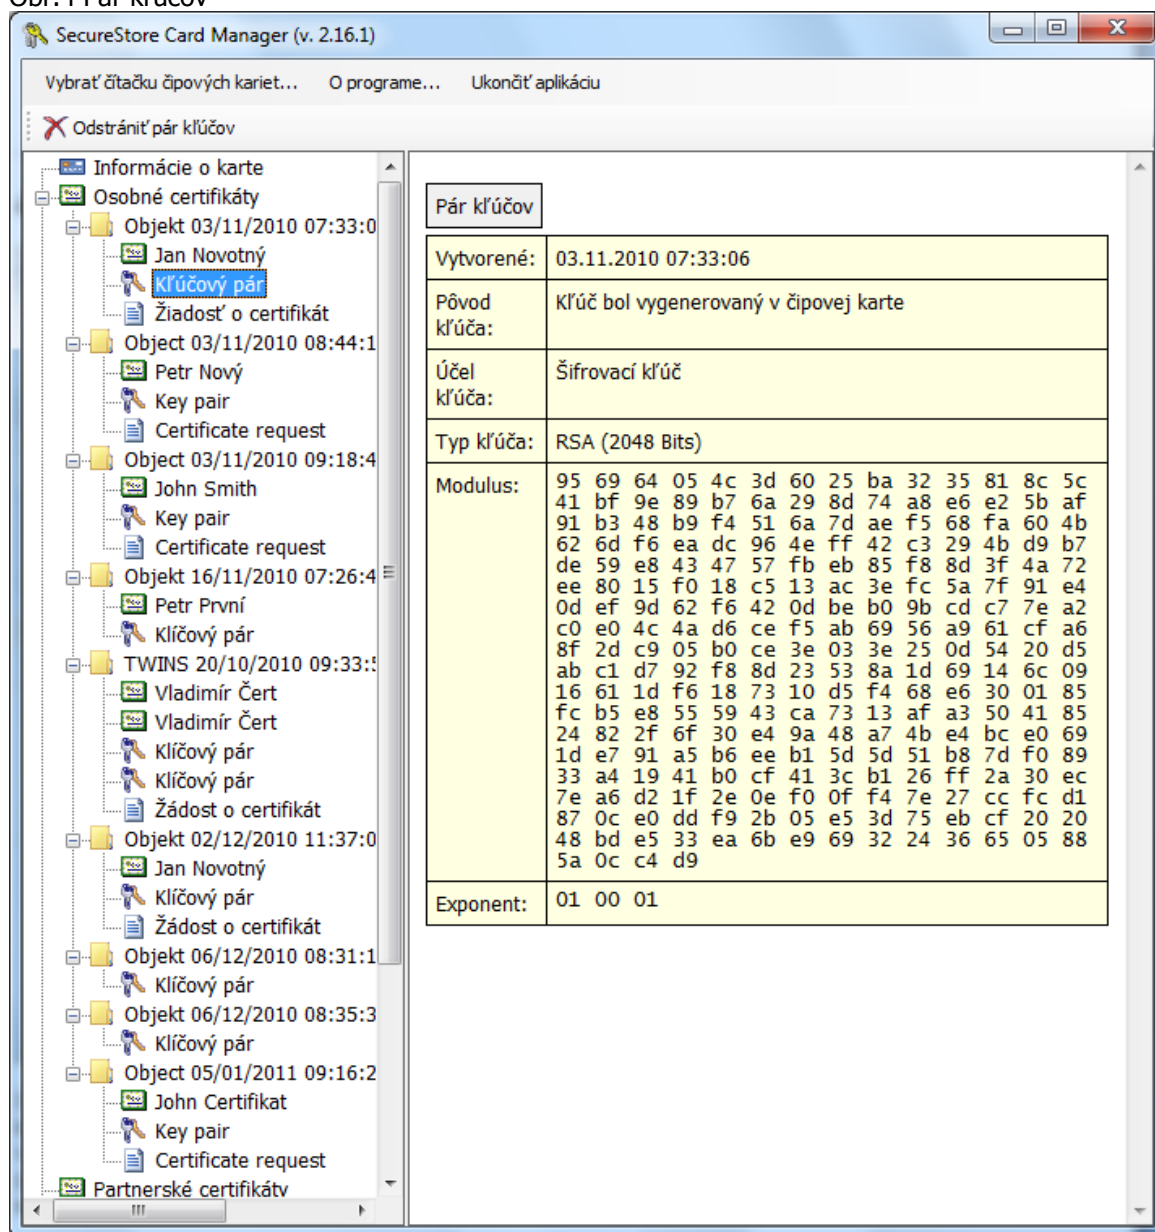 SecureStore Card Manager (v. 2.16.1)
Vybrať čítačku čipových kariet... O programe... Ukončiť aplikáciu
Odstrániť pár kľúčov
Informácie o karte
Osobné certifikáty
Objekt 03/11/2010 07:33:0
Jan Novotný
Kľúčový pár
Žiadosť o certifikát
Object 03/11/2010 08:44:1
Petr Nový
Key pair
Certificate request
Object 03/11/2010 09:18:4
John Smith
Key pair
Certificate request
Objekt 16/11/2010 07:26:4
Petr První
Klíčový pár
TWINS 20/10/2010 09:33:
Vladimír Čert
Vladimír Čert
Klíčový pár
Klíčový pár
Žádost o certifikát
Objekt 02/12/2010 11:37:0
Jan Novotný
Klíčový pár
Žádost o certifikát
Objekt 06/12/2010 08:31:1
Klíčový pár
Objekt 06/12/2010 08:35:3
Klíčový pár
Object 05/01/2011 09:16:2
John Certifikat
Key pair
Certificate request
Partnerské certifikáty
Pár kľúčov
Vytvorené: 03.11.2010 07:33:06
Pôvod kľúča: Kľúč bol vygenerovaný v čipovej karte
Účel kľúča: Šifrovací kľúč
Typ kľúča: RSA (2048 Bits)
Modulus: 95 69 64 05 4c 3d 60 25 ba 32 35 81 8c 5c
41 bf 9e 89 b7 6a 29 8d 74 a8 e6 e2 5b af
91 b3 48 b9 f4 51 6a 7d ae f5 68 fa 60 4b
62 6d f6 ea dc 96 4e ff 42 c3 29 4b d9 b7
de 59 e8 43 47 57 fb eb 85 f8 8d 3f 4a 72
ee 80 15 f0 18 c5 13 ac 3e fc 5a 7f 91 e4
0d ef 9d 62 f6 42 0d be b0 9b cd c7 7e a2
c0 e0 4c 4a d6 ce f5 ab 69 56 a9 61 cf a6
8f 2d c9 05 b0 ce 3e 03 3e 25 0d 54 20 d5
ab c1 d7 92 f8 8d 23 53 8a 1d 69 14 6c 09
16 61 1d f6 18 73 10 d5 f4 68 e6 30 01 85
fc b5 e8 55 59 43 ca 73 13 af a3 50 41 85
24 82 2f 6f 30 e4 9a 48 a7 4b e4 bc e0 69
1d e7 91 a5 b6 ee b1 5d 5d 51 b8 7d f0 89
33 a4 19 41 b0 cf 41 3c b1 26 ff 2a 30 ec
7e a6 d2 1f 2e 0e f0 0f f4 7e 27 cc fc d1
87 0c e0 dd f9 2b 05 e5 3d 75 eb cf 20 20
48 bd e5 33 ea 6b e9 69 32 24 36 65 05 88
5a 0c c4 d9
Exponent: 01 00 01